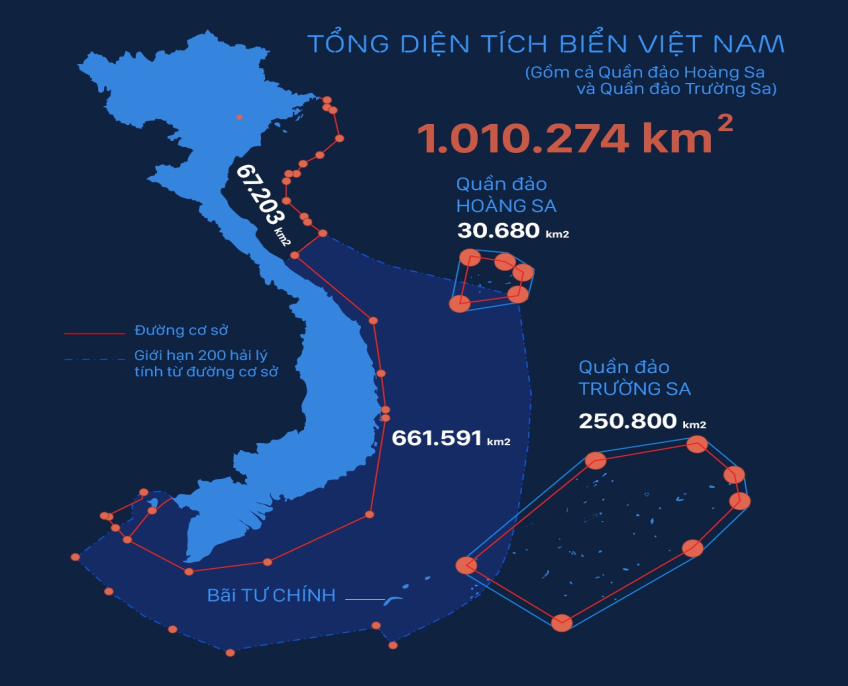 TỔNG DIỆN TÍCH BIỂN VIỆT NAM
(Gồm cả Quần đảo Hoàng Sa
và Quần đảo Trường Sa)
1.010.274 km²
67.203 km2
Quần đảo
HOÀNG SA
30.680 km2
Đường cơ sở
Giới hạn 200 hải lý
tính từ đường cơ sở
Quần đảo
TRƯỜNG SA
250.800 km2
661.591 km2
Bãi TƯ CHÍNH